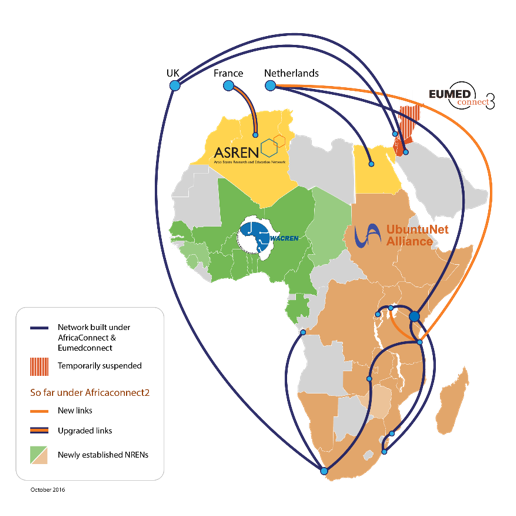 UK
France
Netherlands
EUMED
connect3
ASREN
Arab States Research and Education Network
WACREN
UbuntuNet
Alliance
Network built under
AfricaConnect &
Eumedconnect
Temporarily suspended
So far under Africaconnect2
New links
Upgraded links
Newly established NRENs
October 2016